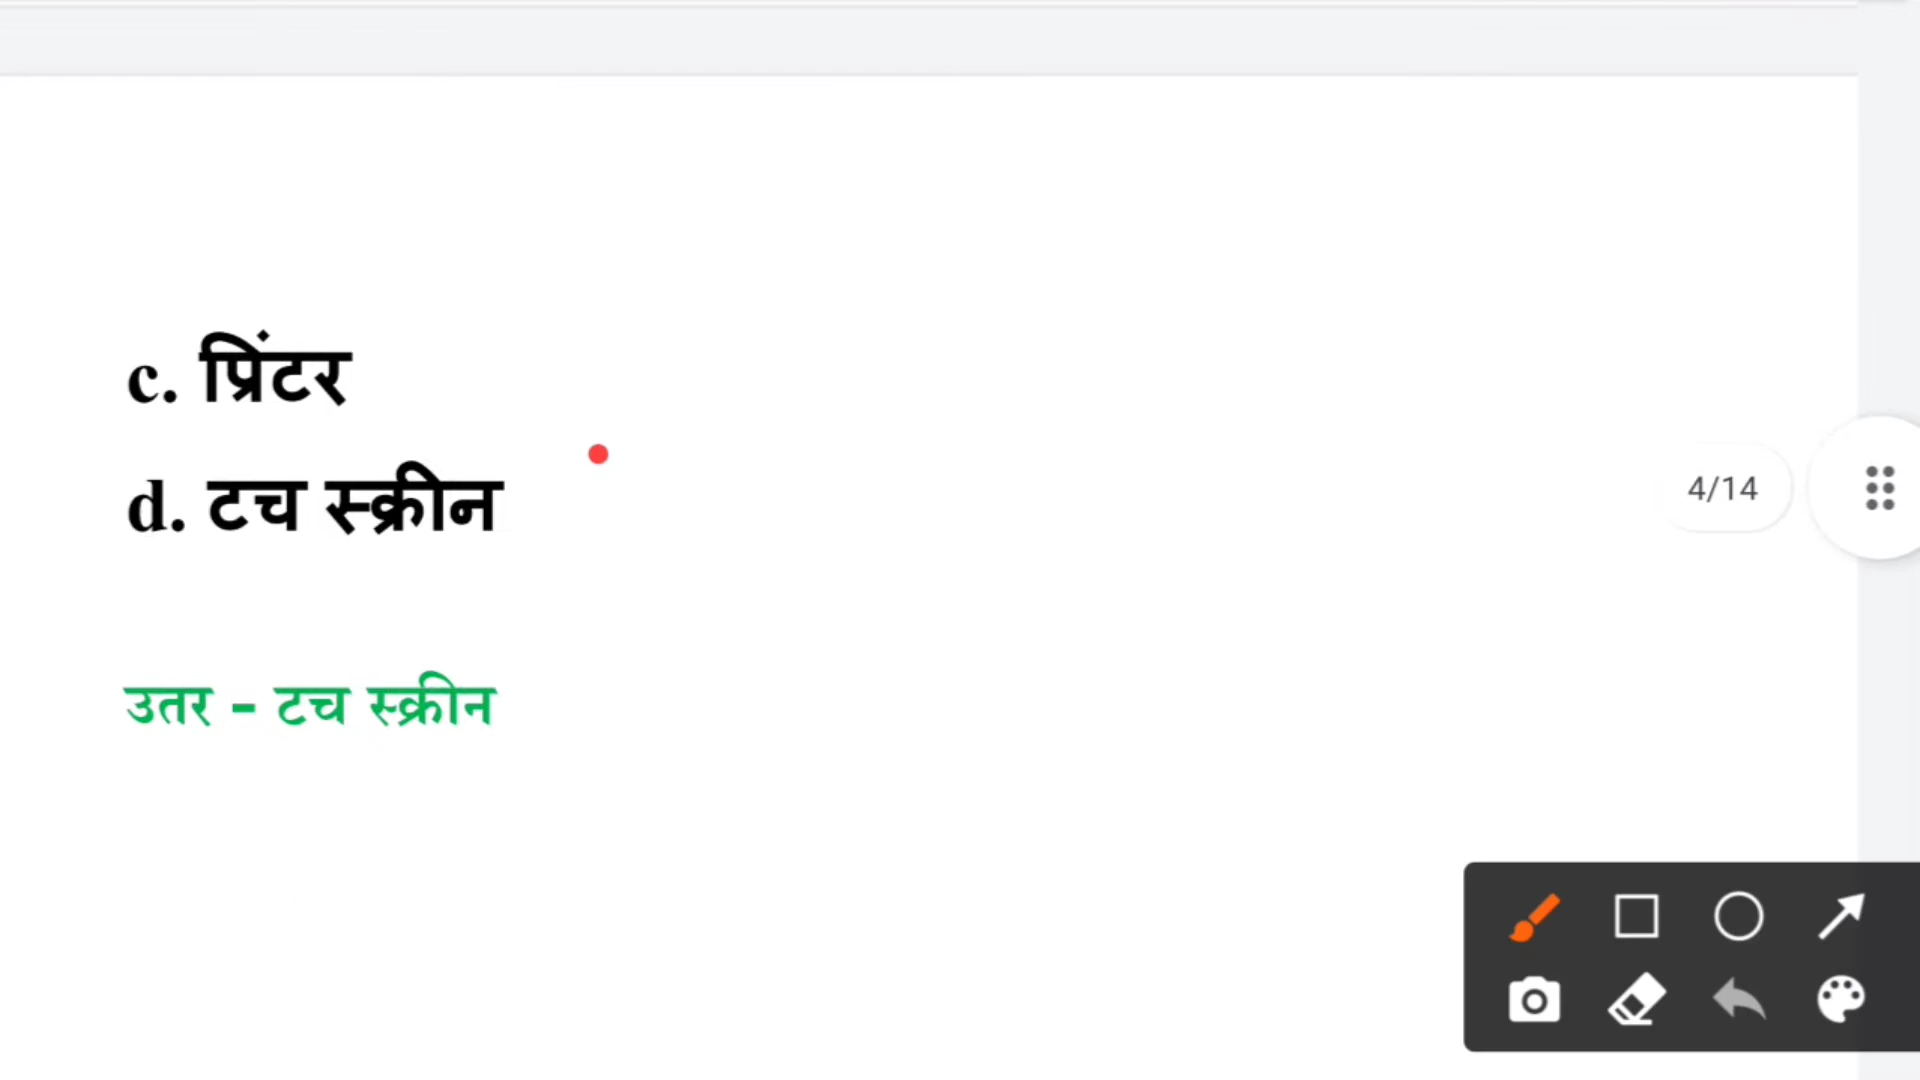 c. प्रिंटर
d. टच स्क्रीन
4/14
उतर - टच स्क्रीन